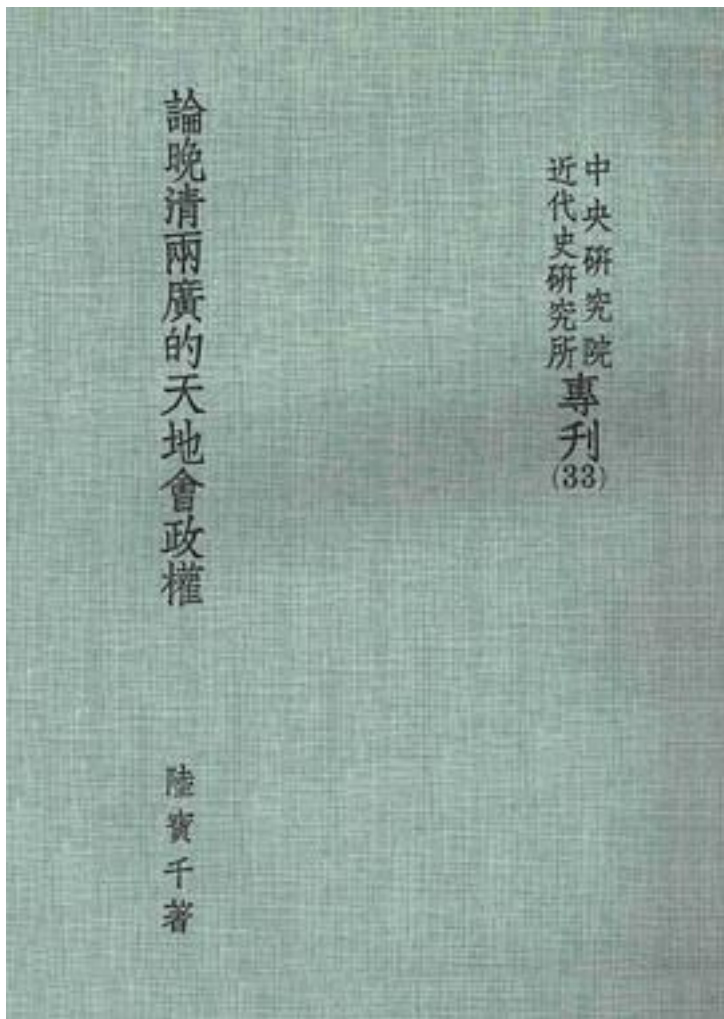 中央研究院
近代史研究所
專刊
(33)
論晚清兩廣的天地會政權
陸寶千著